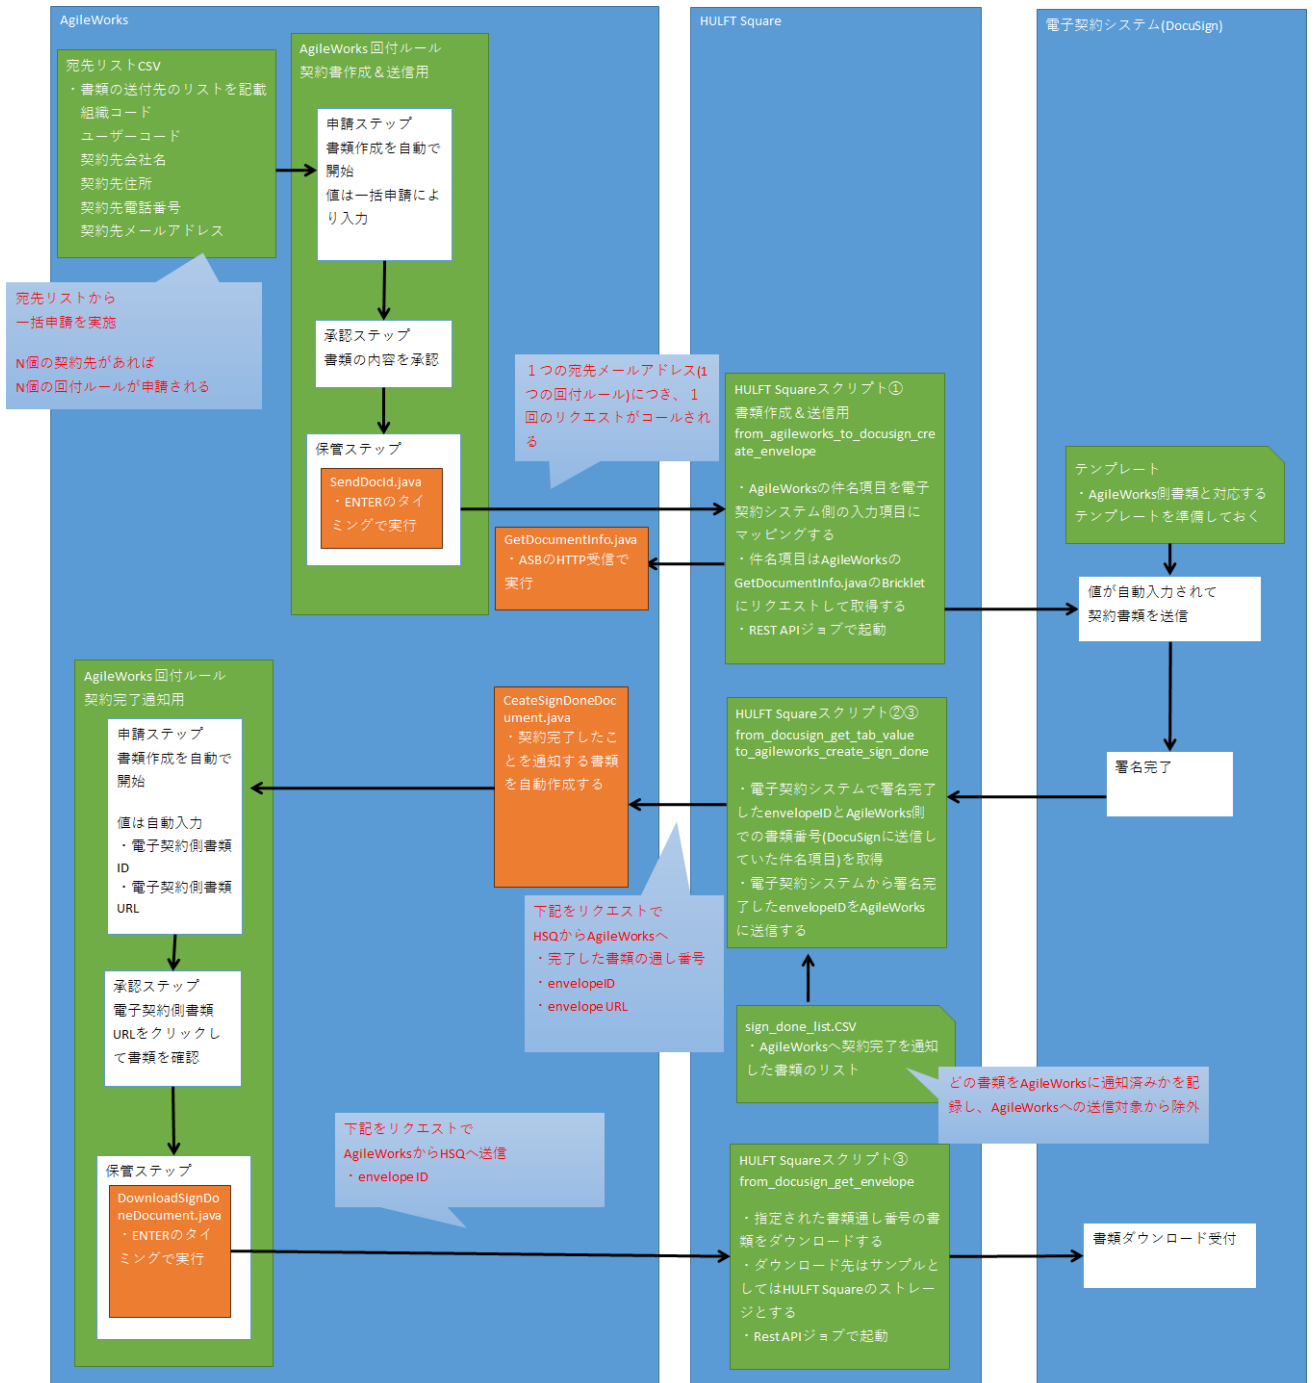 AgileWorks
宛先リストCSV
・書類の送付先のリストを記載
組織コード
ユーザーコード
契約先会社名
契約先住所
契約先電話番号
契約先メールアドレス
宛先リストから
一括申請を実施
N個の契約先があれば
N個の回付ルールが申請される
AgileWorks 回付ルール
契約書作成＆送信用
申請ステップ
書類作成を自動で
開始
値は一括申請によ
り入力
承認ステップ
書類の内容を承認
保管ステップ
SendDocId.java
・ENTERのタイ
ミングで実行
１つの宛先メールアドレス(1
つの回付ルール)につき、１
回のリクエストがコールされ
る
GetDocumentInfo.java
・ASBのHTTP受信で
実行
HULFT Square
HULFT Squareスクリプト①
書類作成＆送信用
from_agileworks_to_docusign_cre
ate_envelope
・AgileWorksの件名項目を電子
契約システム側の入力項目に
マッピングする
・件名項目はAgileWorksの
GetDocumentInfo.javaのBricklet
にリクエストして取得する
・REST APIジョブで起動
電子契約システム(DocuSign)
テンプレート
・AgileWorks側書類と対応する
テンプレートを準備しておく
値が自動入力されて
契約書類を送信
署名完了
HULFT Squareスクリプト②③
from_docusign_get_tab_value
to_agileworks_create_sign_done
・電子契約システムで署名完了
したenvelopeIDとAgileWorks側
での書類番号(DocuSignに送信し
ていた件名項目)を取得
・電子契約システムから署名完
了したenvelopeIDをAgileWorks
に送信する
sign_done_list.CSV
・AgileWorksへ契約完了を通知
した書類のリスト
どの書類をAgileWorksに通知済みかを記
録し、AgileWorksへの送信対象から除外
CeateSignDoneDoc
ument.java
・契約完了したこ
とを通知する書類
を自動作成する
下記をリクエストで
HSQからAgileWorksへ
・完了した書類の通し番号
・envelopeID
・envelope URL
AgileWorks 回付ルール
契約完了通知用
申請ステップ
書類作成を自動で
開始
値は自動入力
・電子契約側書類
ID
・電子契約側書類
URL
承認ステップ
電子契約側書類
URLをクリックし
て書類を確認
保管ステップ
DownloadSignDo
neDocument.java
・ENTERのタイ
ミングで実行
下記をリクエストで
AgileWorksからHSQへ送信
・envelope ID
HULFT Squareスクリプト③
from_docusign_get_envelope
・指定された書類通し番号の書
類をダウンロードする
・ダウンロード先はサンプルと
してはHULFT Squareのストレー
ジとする
・Rest APIジョブで起動
書類ダウンロード受付